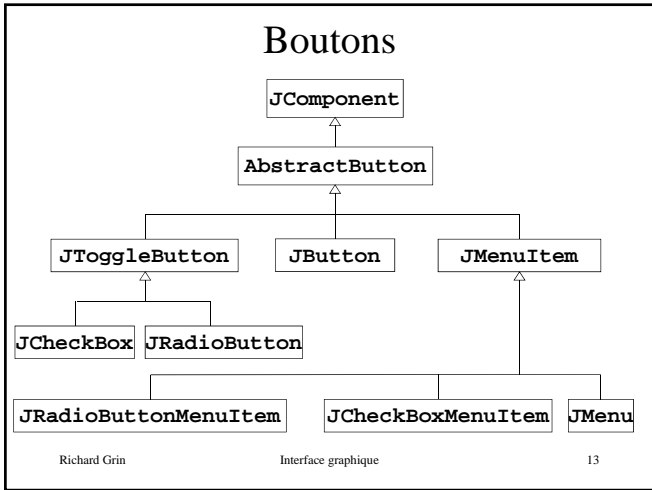 Boutons
JComponent
AbstractButton
JToggleButton JButton JMenuItem
JCheckBox JRadioButton
JRadioButtonMenuItem JCheckBoxMenuItem JMenu
Richard Grin Interface graphique 13